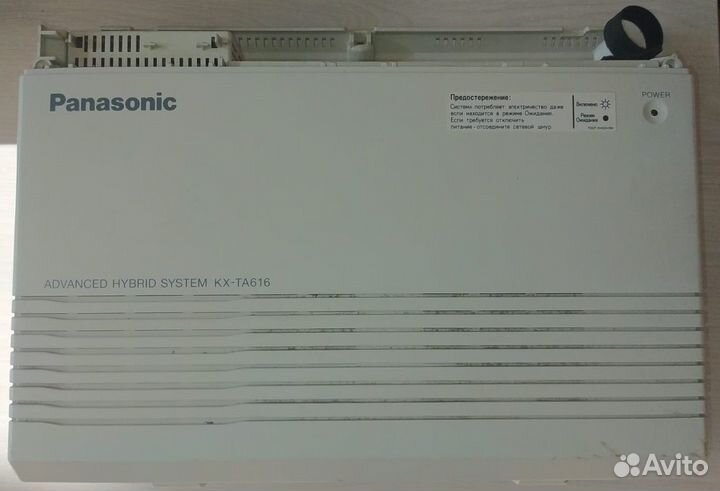 Panasonic
Предостережение:
Система потребляет электричество даже
если находится в режиме Ожидания.
Если требуется отключить
питание-отсоедините сетевой шнур.
Включено
Режим
Ожидания
POWER
ADVANCED HYBRID SYSTEM KX-TA616
Avito